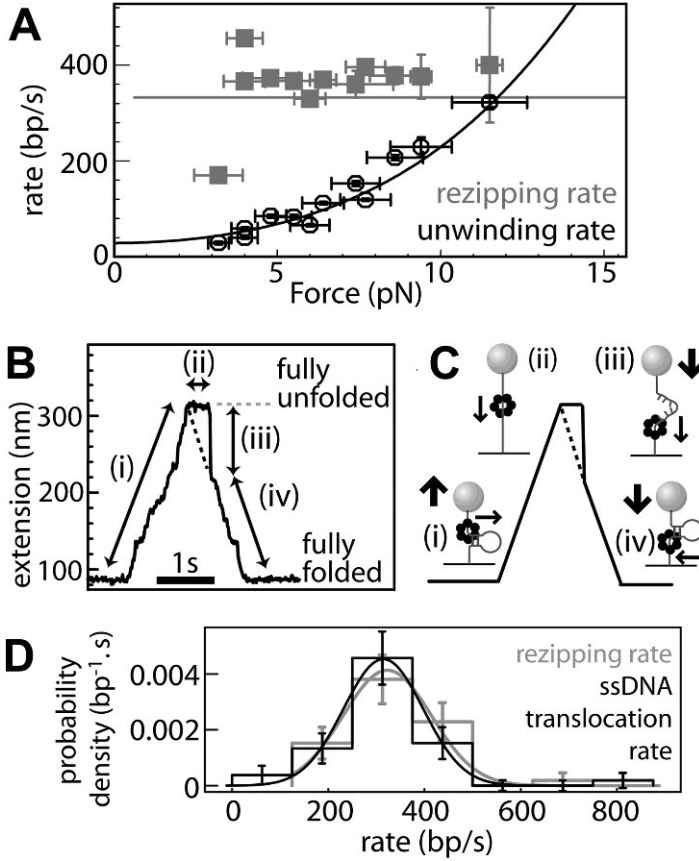 A
rate (bp/s)
400
200
0
0
5
10
15
Force (pN)
rezipping rate
unwinding rate
B
extension (nm)
300
200
100
(i)
(ii)
(iii)
(iv)
fully
unfolded
fully
folded
1s
C
(ii)
(iii)
(i)
(iv)
D
probability
density (bp⁻¹.s)
0.004
0.002
0
0
200
400
600
800
rate (bp/s)
rezipping rate
ssDNA
translocation
rate